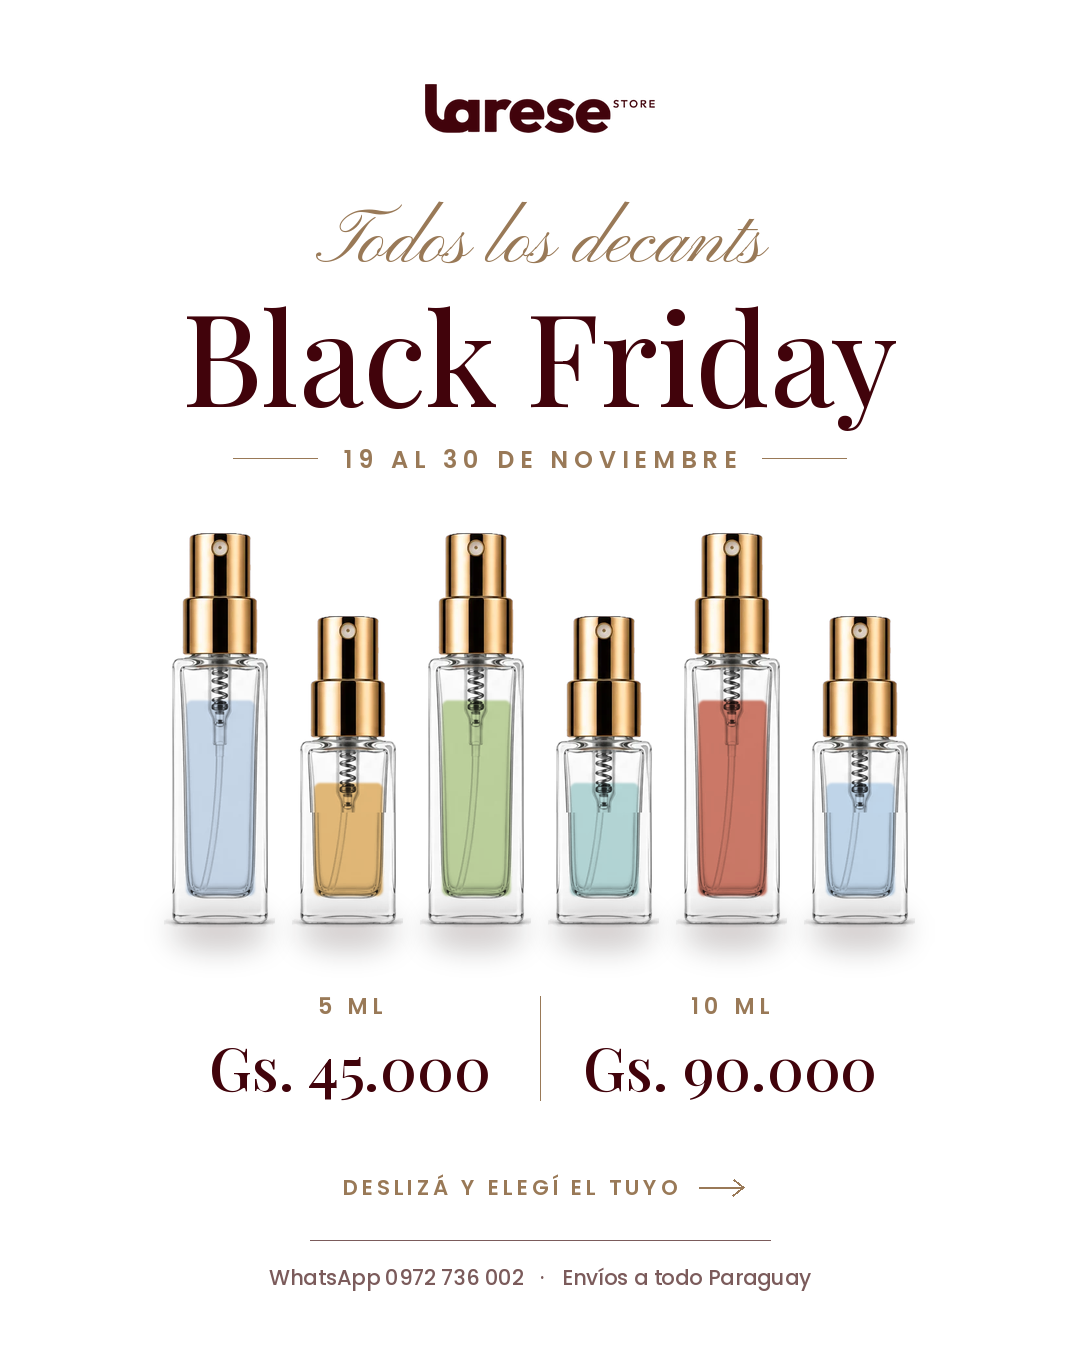 Larese STORE
Todos los decants
Black Friday
19 AL 30 DE NOVIEMBRE
5 ML
Gs. 45.000
10 ML
Gs. 90.000
DESLIZÁ Y ELEGÍ EL TUYO →
WhatsApp 0972 736 002 · Envíos a todo Paraguay